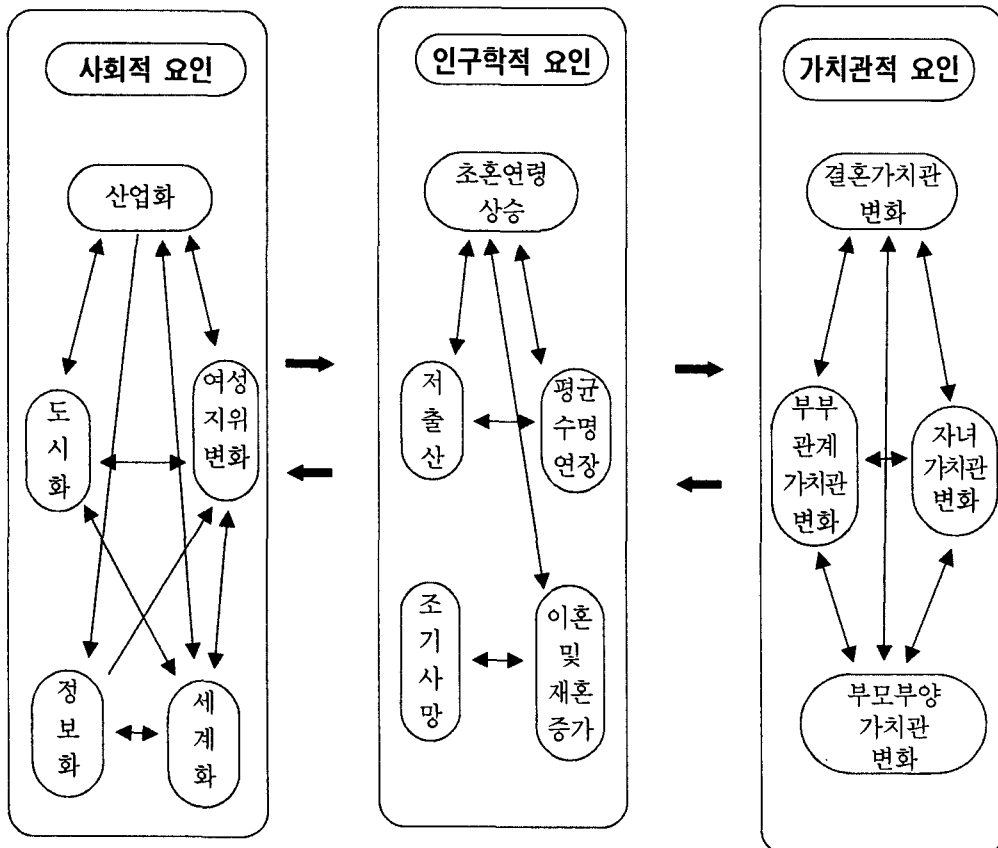 사회적 요인
산업화
도
시
화
여성
지위
변화
정
보
화
세
계
화
인구학적 요인
초혼연령
상승
저
출
산
평균
수명
연장
조
기
사
망
이혼
및
재혼
증가
가치관적 요인
결혼가치관
변화
부부
관계
가치관
변화
자녀
가치관
변화
부모부양
가치관
변화